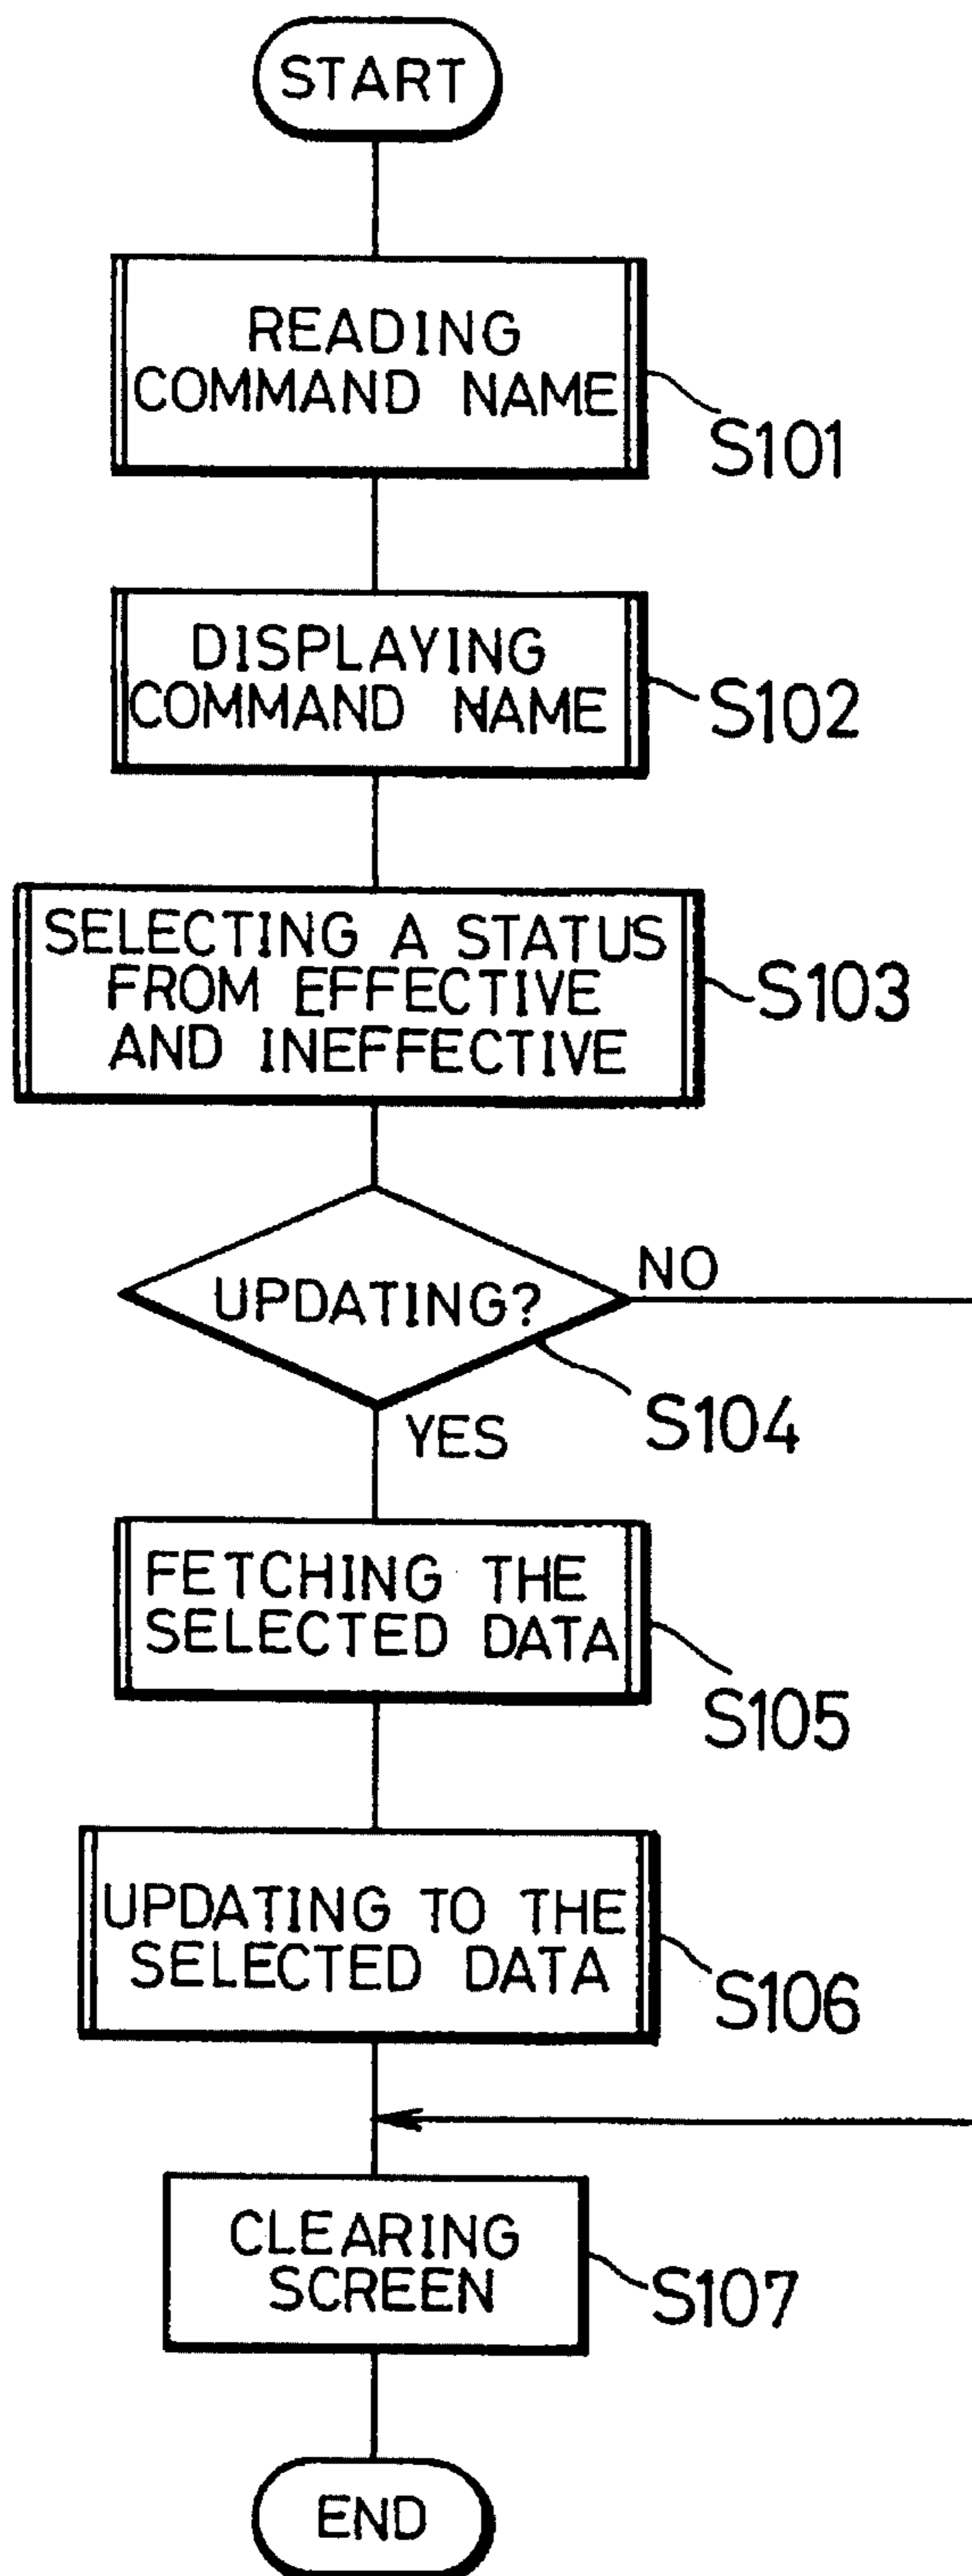 START
READING
COMMAND NAME
S101
DISPLAYING
COMMAND NAME
S102
SELECTING A STATUS
FROM EFFECTIVE
AND INEFFECTIVE
S103
UPDATING?
NO
S104
YES
FETCHING THE
SELECTED DATA
S105
UPDATING TO THE
SELECTED DATA
S106
CLEARING
SCREEN
S107
END